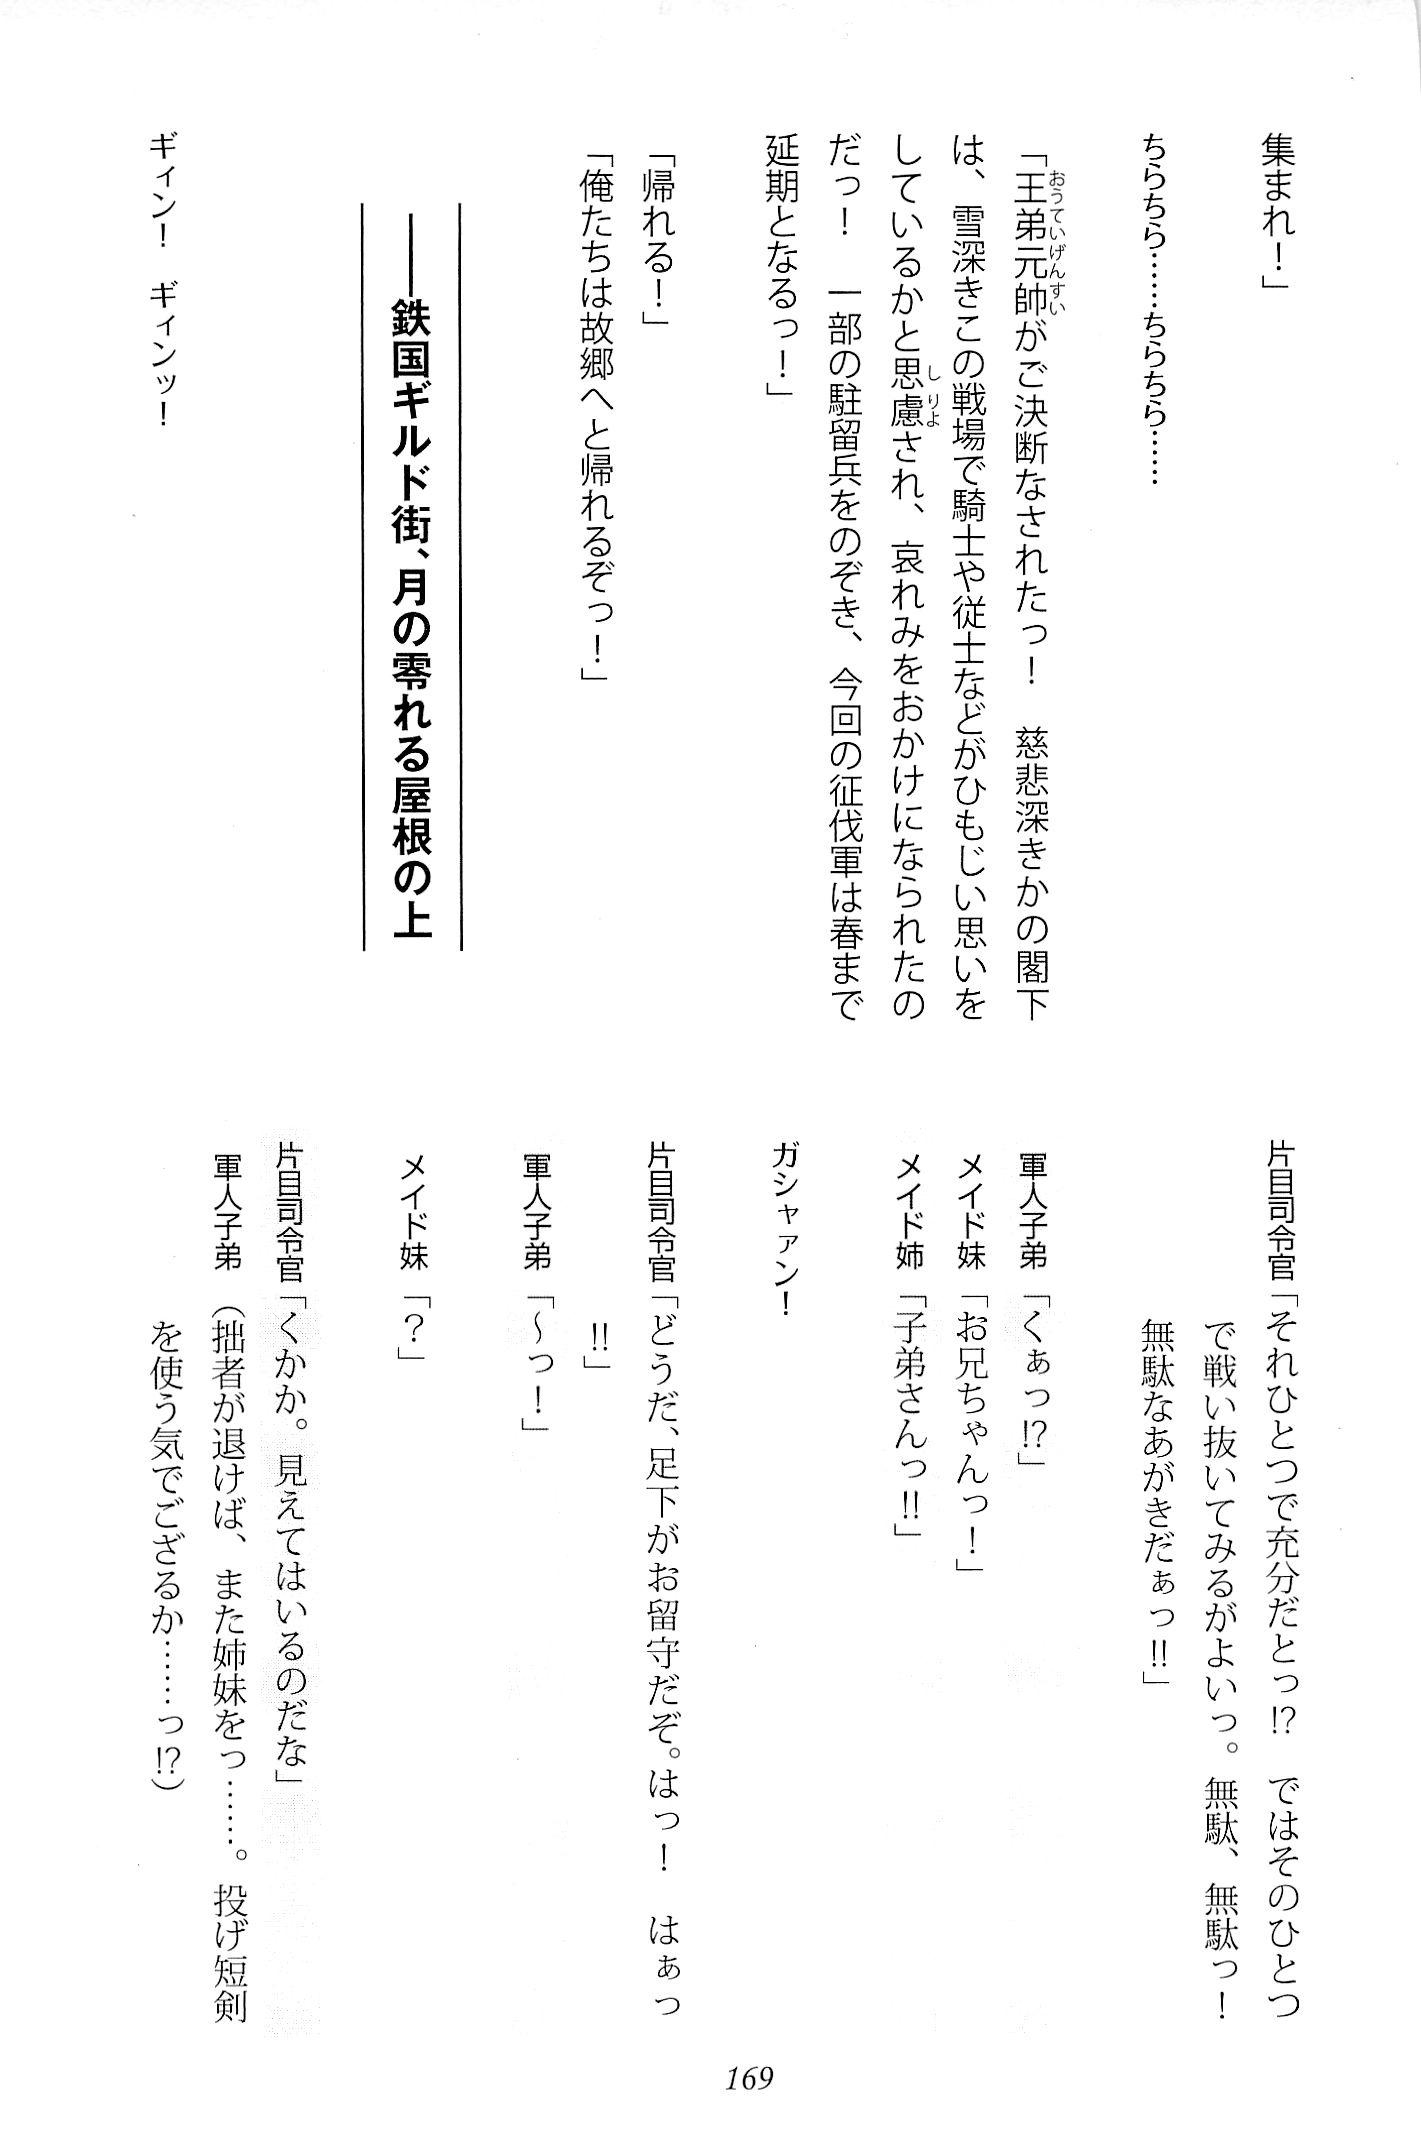 集まれ！」
ちらちら……ちらちら……
「王弟元帥がご決断なされたっ！　慈悲深きかの閣下
おうていげんすい
は、雪深きこの戦場で騎士や従士などがひもじい思いを
しているかと思慮され、哀れみをおかけになられたの
しりよ
だっ！　一部の駐留兵をのぞき、今回の征伐軍は春まで
延期となるっ！」
「帰れる！」
「俺たちは故郷へと帰れるぞっ！」
――鉄国ギルド街、月の零れる屋根の上
ギィン！　ギィンッ！
片目司令官「それひとつで充分だとっ!?　ではそのひとつ
で戦い抜いてみるがよいっ。無駄、無駄っ！
無駄なあがきだぁっ!!」
軍人子弟「くぁっ!?」
メイド妹「お兄ちゃんっ！」
メイド姉「子弟さんっ!!」
ガシャァン！
片目司令官「どうだ、足下がお留守だぞ。はっ！　はぁっ
!!」
軍人子弟「～っ！」
メイド妹「？」
片目司令官「くかか。見えてはいるのだな」
軍人子弟（拙者が退けば、また姉妹をっ……。投げ短剣
を使う気でござるか……っ!?）
169